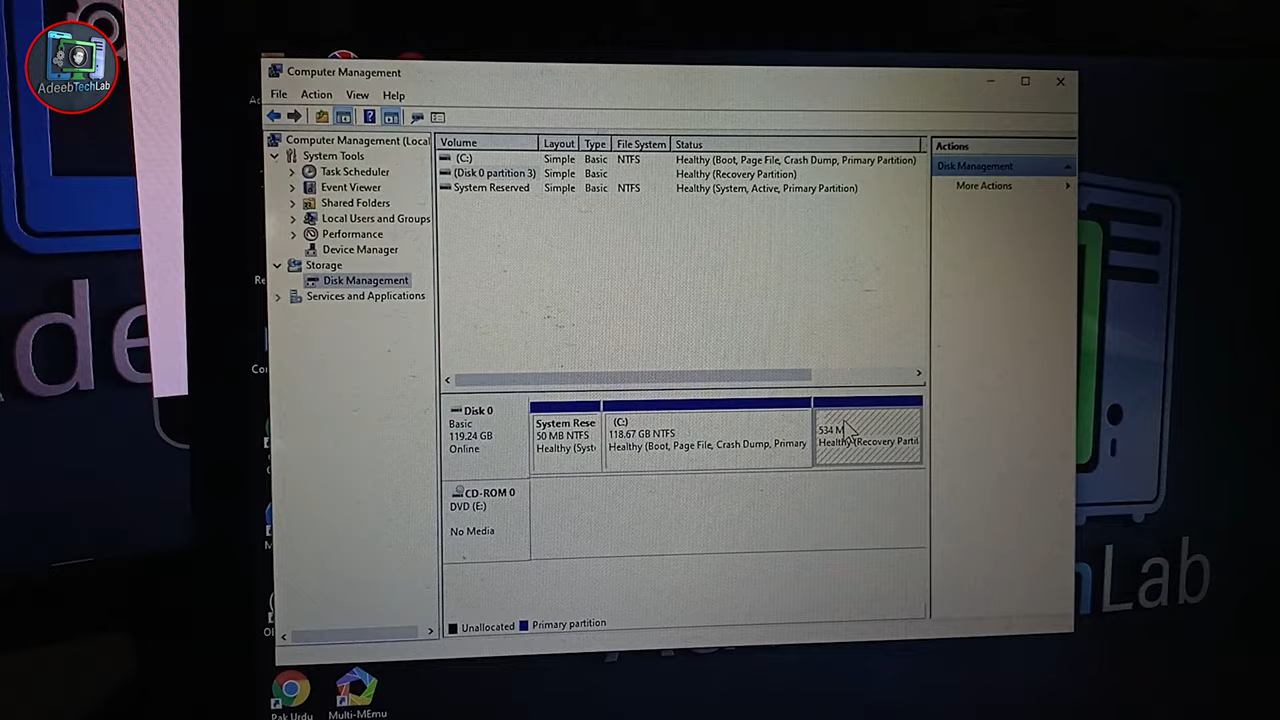 AdeebTechLab
Computer Management
File Action View Help
Computer Management (Local
System Tools
Task Scheduler
Event Viewer
Shared Folders
Local Users and Groups
Performance
Device Manager
Storage
Disk Management
Services and Applications
Volume Layout Type File System Status
(C:) Simple Basic NTFS Healthy (Boot, Page File, Crash Dump, Primary Partition)
(Disk 0 partition 3) Simple Basic Healthy (Recovery Partition)
System Reserved Simple Basic NTFS Healthy (System, Active, Primary Partition)
Actions
Disk Management
More Actions
Disk 0
Basic
119.24 GB
Online
System Rese
50 MB NTFS
Healthy (Syst
(C:)
118.67 GB NTFS
Healthy (Boot, Page File, Crash Dump, Primary
534 M
Healthy (Recovery Parti
CD-ROM 0
DVD (E:)
No Media
Unallocated Primary partition
Pak Urdu
Multi-MEmu
Ade
Lab